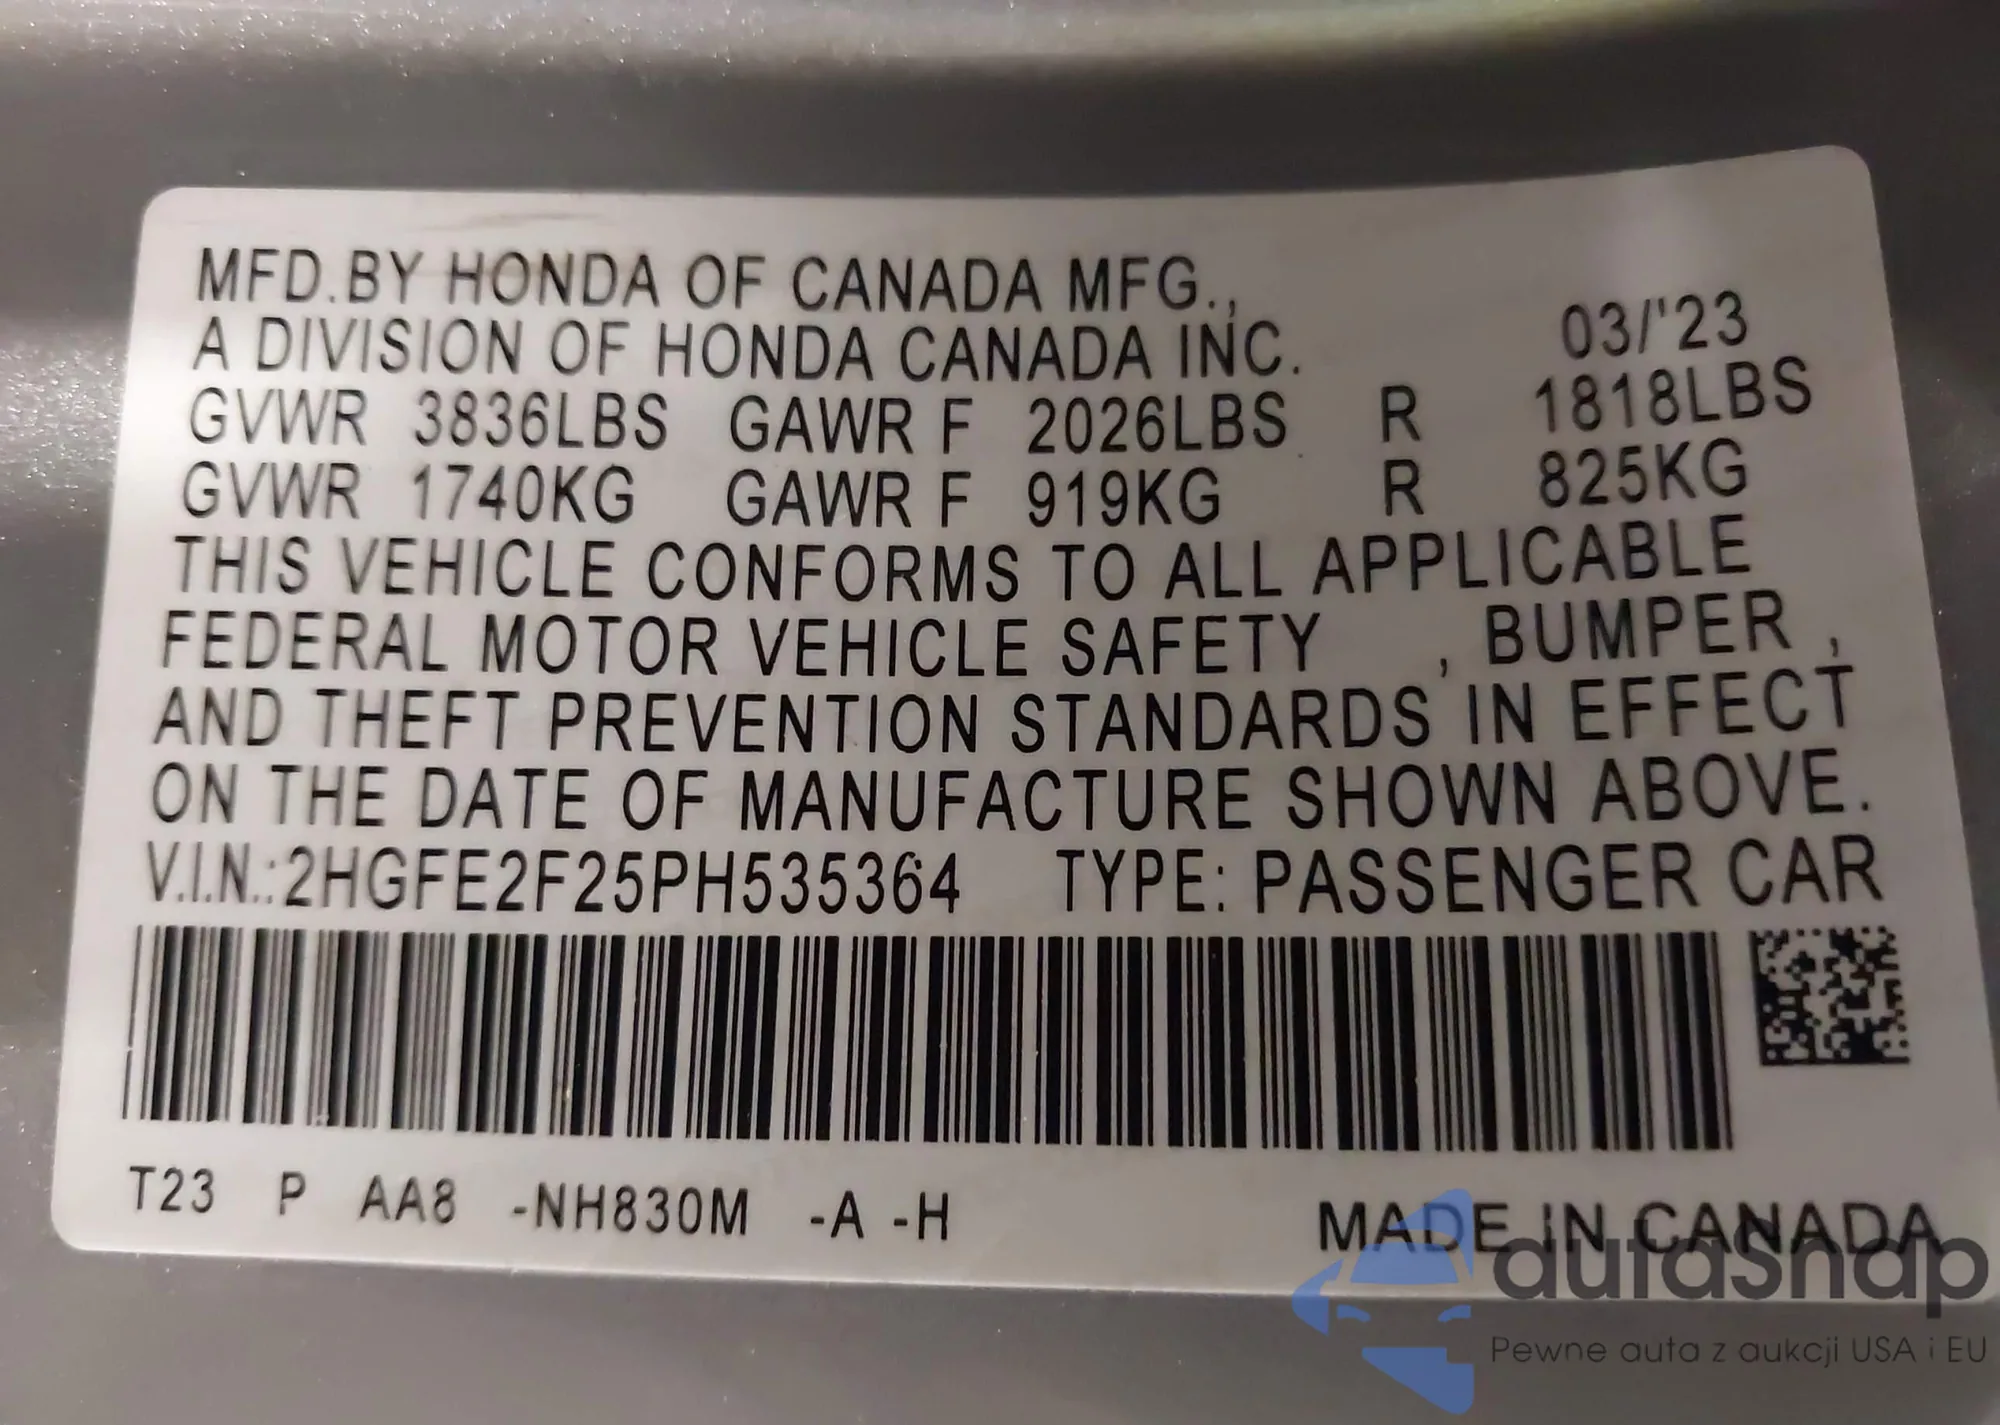 MFD.BY HONDA OF CANADA MFG.,
A DIVISION OF HONDA CANADA INC. 03/'23
GVWR 3836LBS GAWR F 2026LBS R 1818LBS
GVWR 1740KG GAWR F 919KG R 825KG
THIS VEHICLE CONFORMS TO ALL APPLICABLE
FEDERAL MOTOR VEHICLE SAFETY , BUMPER ,
AND THEFT PREVENTION STANDARDS IN EFFECT
ON THE DATE OF MANUFACTURE SHOWN ABOVE.
V.I.N.:2HGFE2F25PH535364 TYPE: PASSENGER CAR
T23 P AA8 -NH830M -A -H
MADE IN CANADA
autaSnap
Pewne auta z aukcji USA i EU